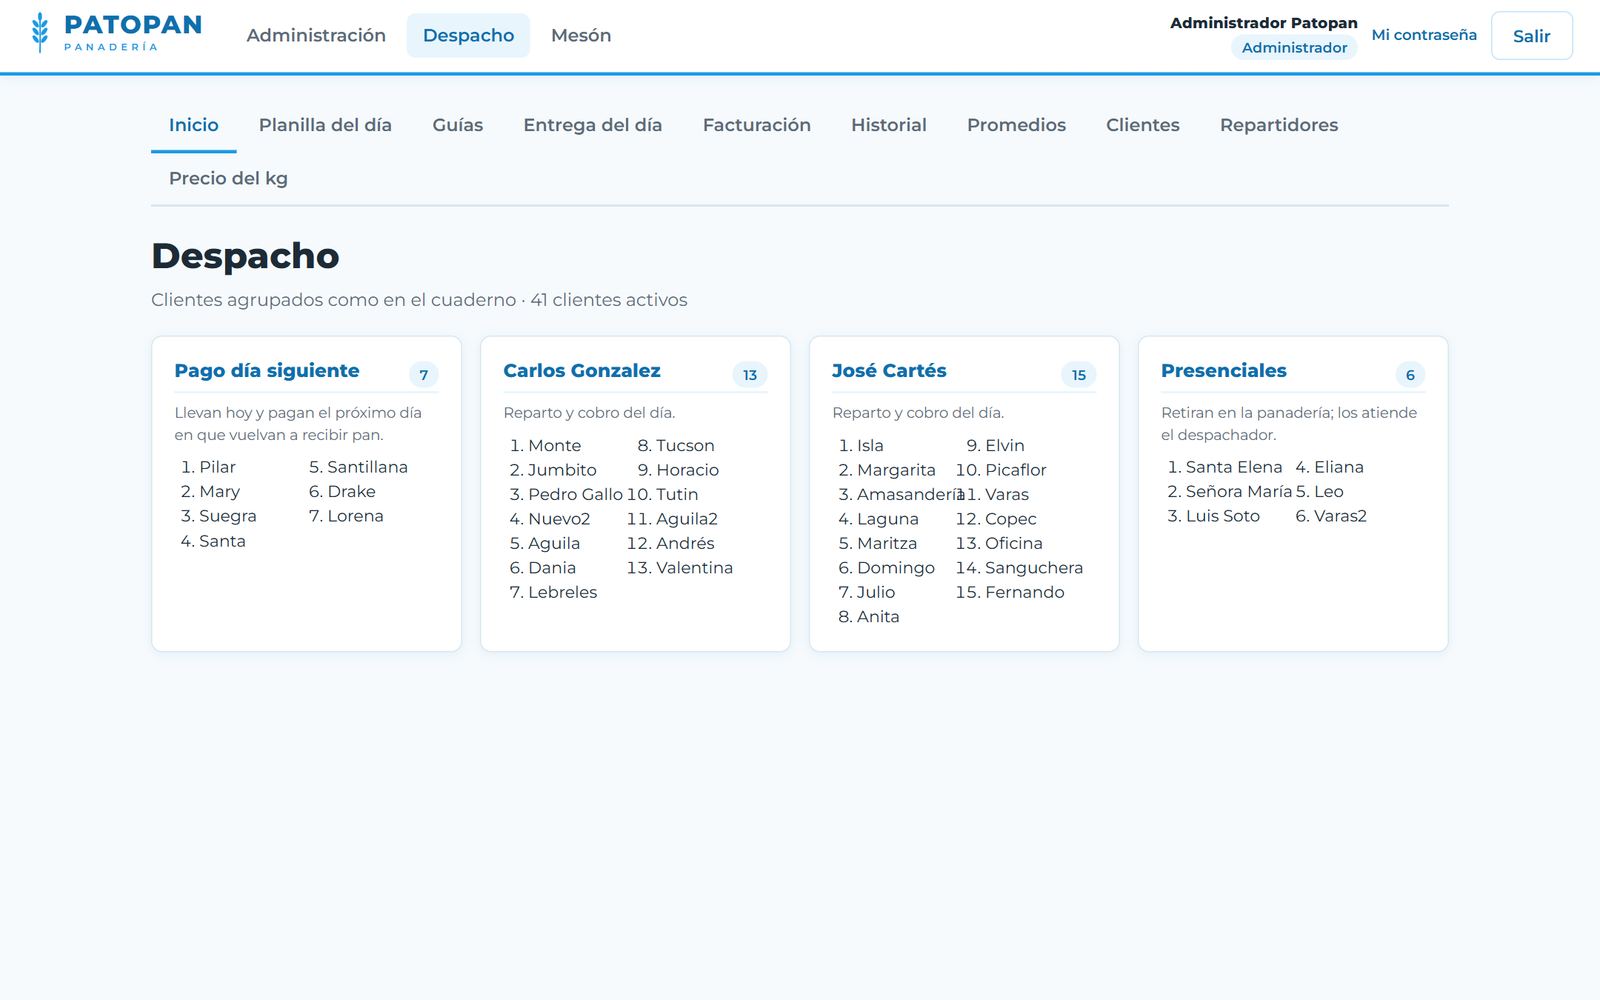 PATOPAN
PANADERÍA
Administración
Despacho
Mesón
Administrador Patopan
Administrador
Mi contraseña
Salir
Inicio
Planilla del día
Guías
Entrega del día
Facturación
Historial
Promedios
Clientes
Repartidores
Precio del kg
Despacho
Clientes agrupados como en el cuaderno · 41 clientes activos
Pago día siguiente
7
Llevan hoy y pagan el próximo día
en que vuelvan a recibir pan.
1. Pilar
2. Mary
3. Suegra
4. Santa
5. Santillana
6. Drake
7. Lorena
Carlos Gonzalez
13
Reparto y cobro del día.
1. Monte
2. Jumbito
3. Pedro Gallo
4. Nuevo2
5. Aguila
6. Dania
7. Lebreles
8. Tucson
9. Horacio
10. Tutin
11. Aguila2
12. Andrés
13. Valentina
José Cartés
15
Reparto y cobro del día.
1. Isla
2. Margarita
3. Amasandería
4. Laguna
5. Maritza
6. Domingo
7. Julio
8. Anita
9. Elvin
10. Picaflor
11. Varas
12. Copec
13. Oficina
14. Sanguchera
15. Fernando
Presenciales
6
Retiran en la panadería; los atiende
el despachador.
1. Santa Elena
2. Señora María
3. Luis Soto
4. Eliana
5. Leo
6. Varas2